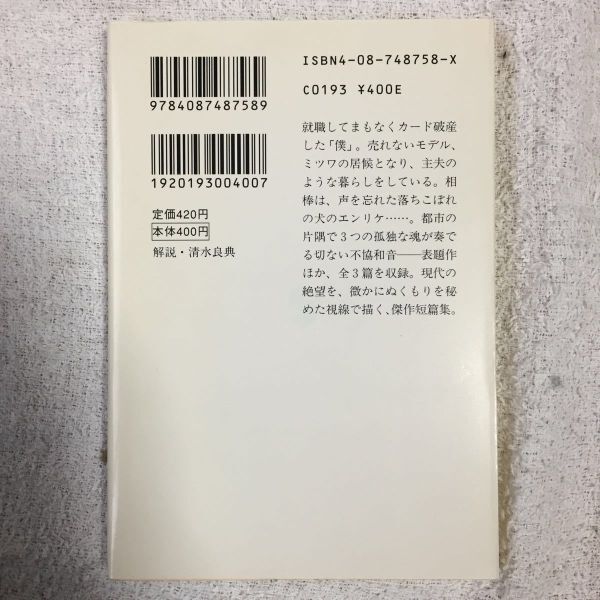 ISBN4-08-748758-X
C0193 ¥400E
9784087487589
1920193004007
定価420円
本体400円
解説・清水良典
就職してまもなくカード破産
した「僕」。売れないモデル、
ミツワの居候となり、主夫の
ような暮らしをしている。相
棒は、声を忘れた落ちこぼれ
の犬のエンリケ……。都市の
片隅で3つの孤独な魂が奏で
る切ない不協和音――表題作
ほか、全3篇を収録。現代の
絶望を、微かにぬくもりを秘
めた視線で描く、傑作短篇集。